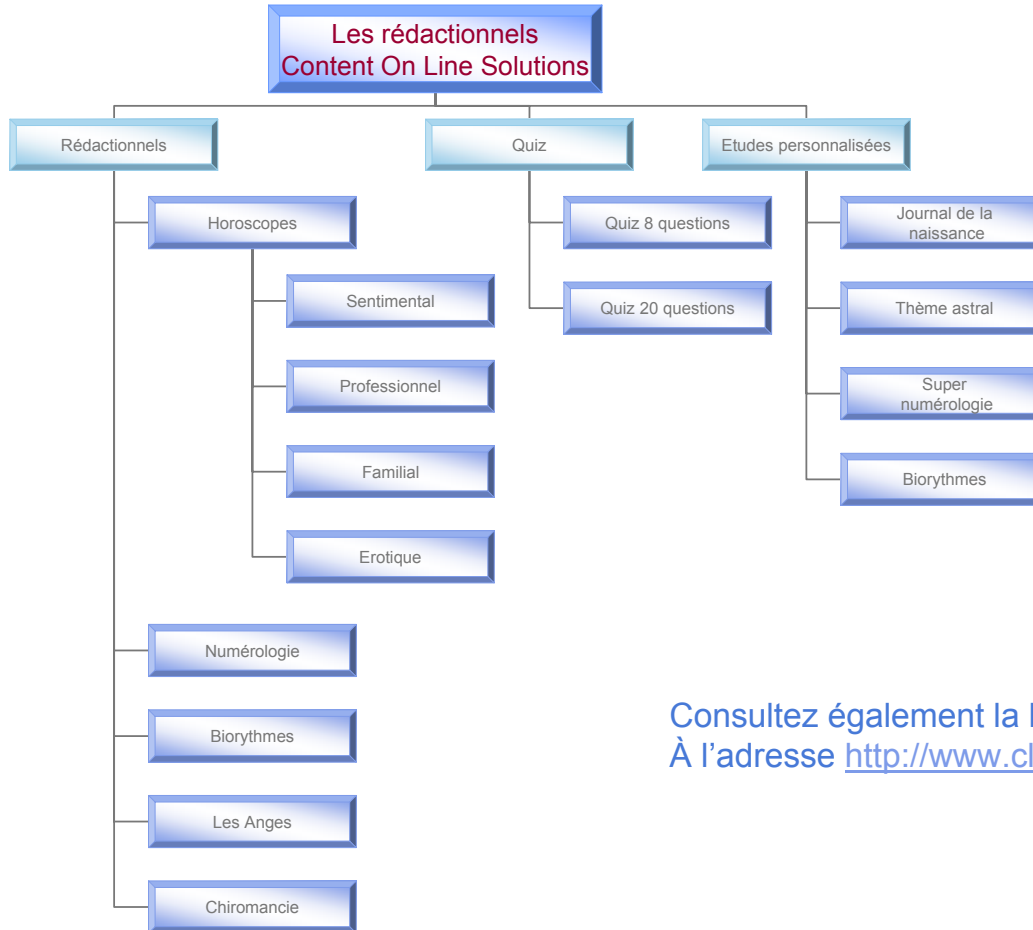 Les rédactionnels
Content On Line Solutions
Rédactionnels
Quiz
Etudes personnalisées
Horoscopes
Sentimental
Professionnel
Familial
Erotique
Numérologie
Biorythmes
Les Anges
Chiromancie
Quiz 8 questions
Quiz 20 questions
Journal de la
naissance
Thème astral
Super
numérologie
Biorythmes
Consultez également la
À l’adresse